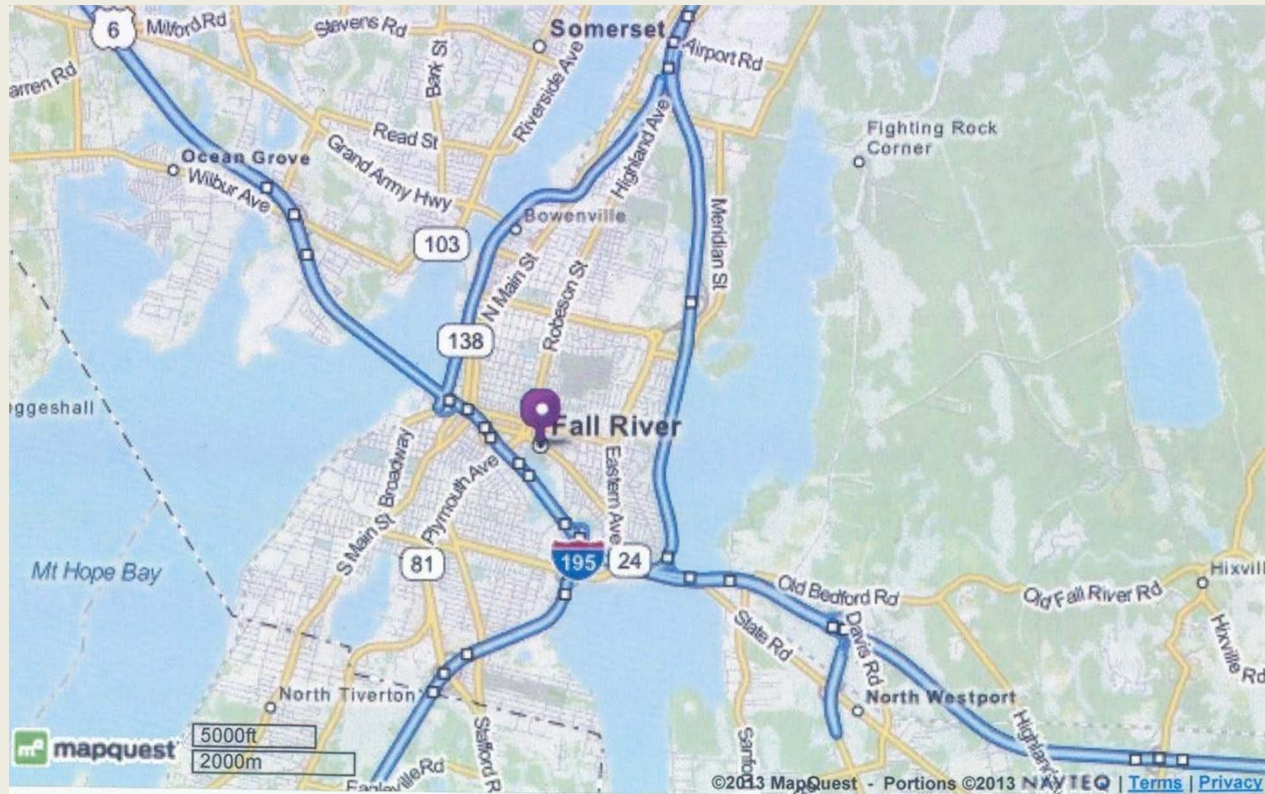 6
Milford Rd
Stevens Rd
Somerset
Airport Rd
arren Rd
Bank St
Riverside Ave
Read St
Highland Ave
Fighting Rock
Corner
Ocean Grove
Grand Army Hwy
Wilbur Ave
Bowenville
Meridian St
103
N Main St
Robeson St
138
oggeshall
Fall River
Broadway
Plymouth Ave
Eastern Ave
S Main St
81
195
24
Mt Hope Bay
Old Bedford Rd
Old Fall River Rd
Hixvill
State Rd
Davis Rd
Hixville Rd
North Tiverton
North Westport
Highland
Stafford R
Sanfo
mapquest
5000ft
2000m
Eagleville Rd
©2013 MapQuest - Portions ©2013 NAVTEQ | Terms | Privacy